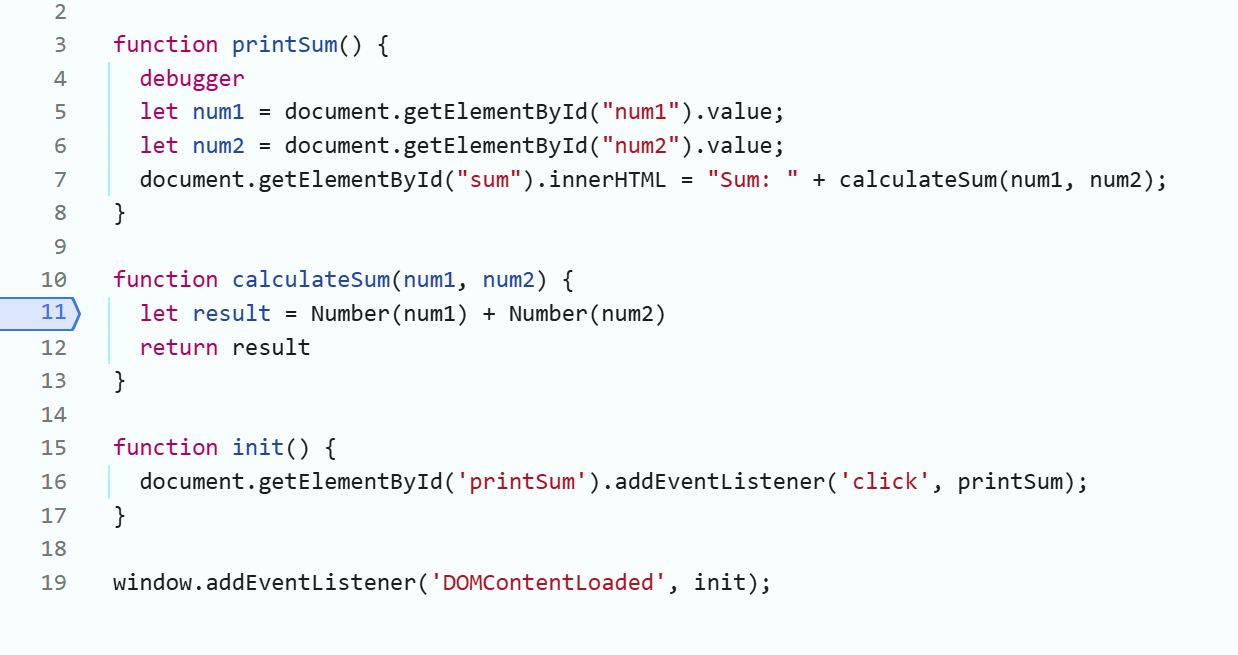 2
3 function printSum() {
4 debugger
5 let num1 = document.getElementById("num1").value;
6 let num2 = document.getElementById("num2").value;
7 document.getElementById("sum").innerHTML = "Sum: " + calculateSum(num1, num2);
8 }
9
10 function calculateSum(num1, num2) {
11 let result = Number(num1) + Number(num2)
12 return result
13 }
14
15 function init() {
16 document.getElementById('printSum').addEventListener('click', printSum);
17 }
18
19 window.addEventListener('DOMContentLoaded', init);